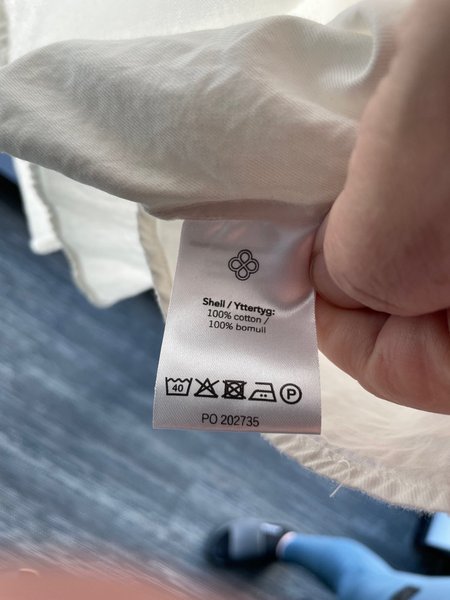 Shell / Yttertyg:
100% cotton /
100% bomull
40 P
PO 202735